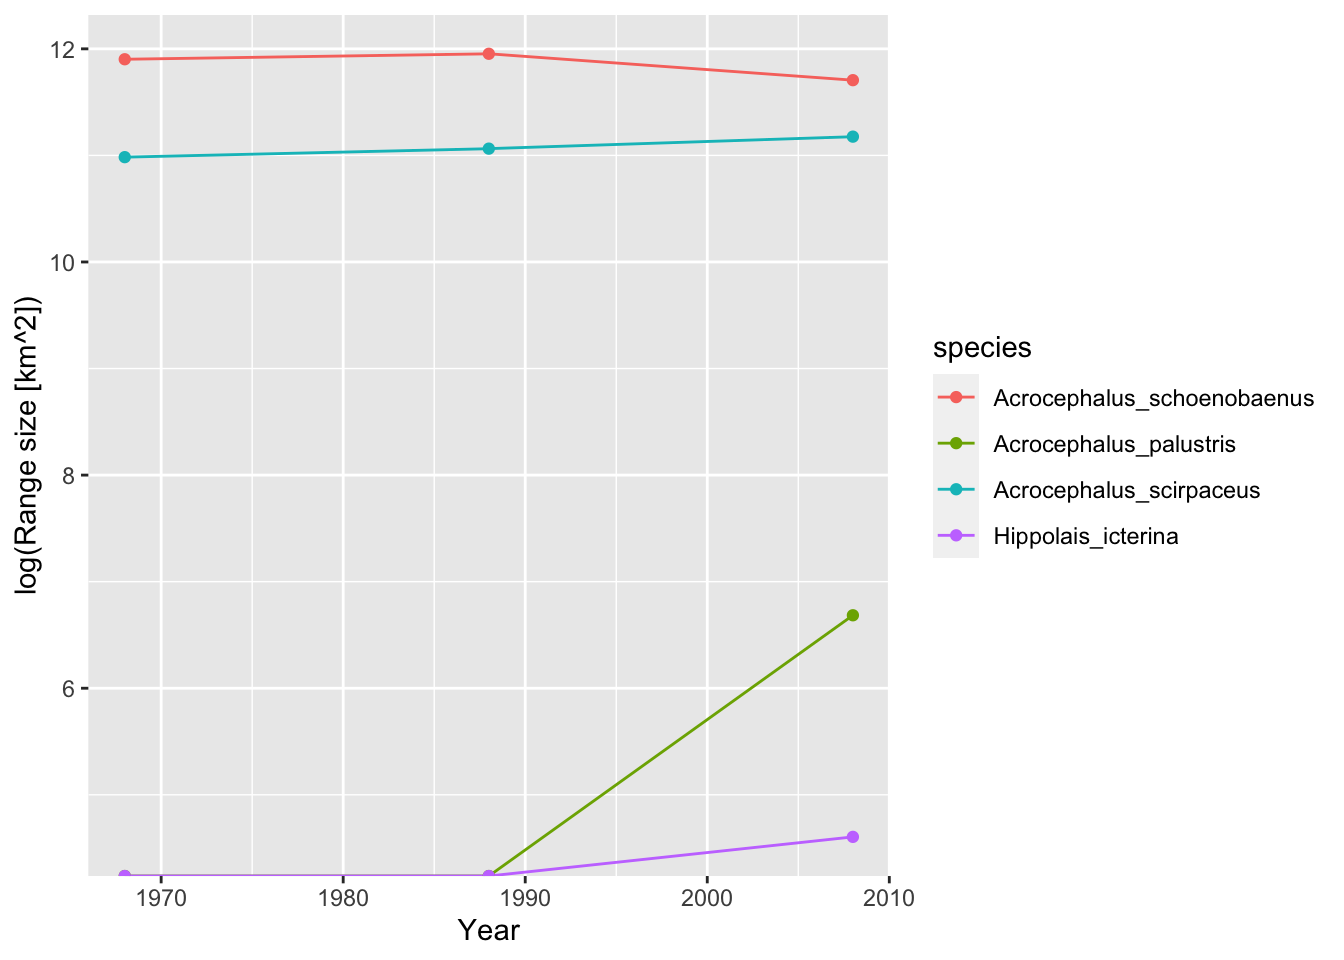 12
10
8
6
log(Range size [km^2])
1970 1980 1990 2000 2010
Year
species
Acrocephalus_schoenobaenus
Acrocephalus_palustris
Acrocephalus_scirpaceus
Hippolais_icterina